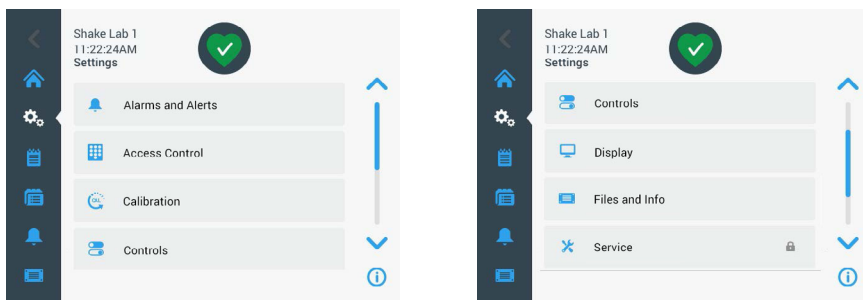 Shake Lab 1
11:22:24AM
Settings
Alarms and Alerts
Access Control
Calibration
Controls
Shake Lab 1
11:22:24AM
Settings
Controls
Display
Files and Info
Service